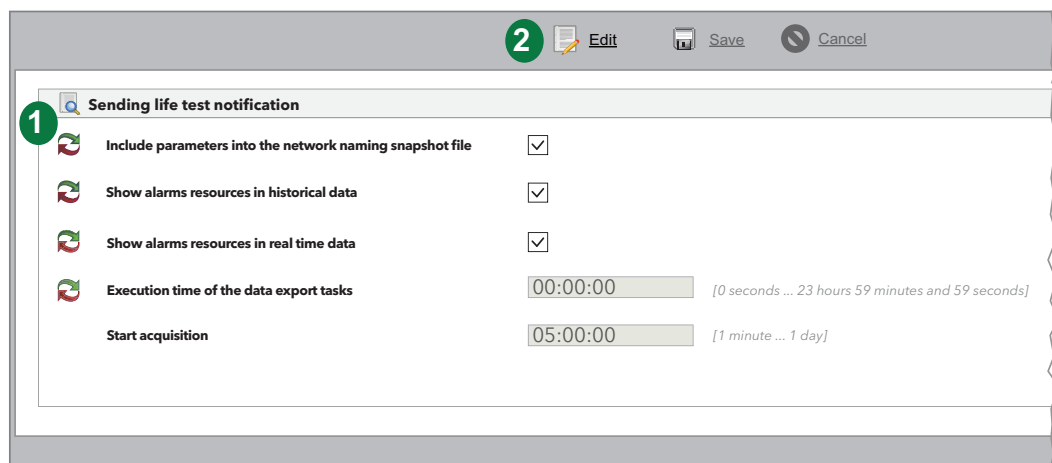 2 Edit Save Cancel
1 Sending life test notification
Include parameters into the network naming snapshot file
Show alarms resources in historical data
Show alarms resources in real time data
Execution time of the data export tasks 00:00:00 [0 seconds ... 23 hours 59 minutes and 59 seconds]
Start acquisition 05:00:00 [1 minute ... 1 day]